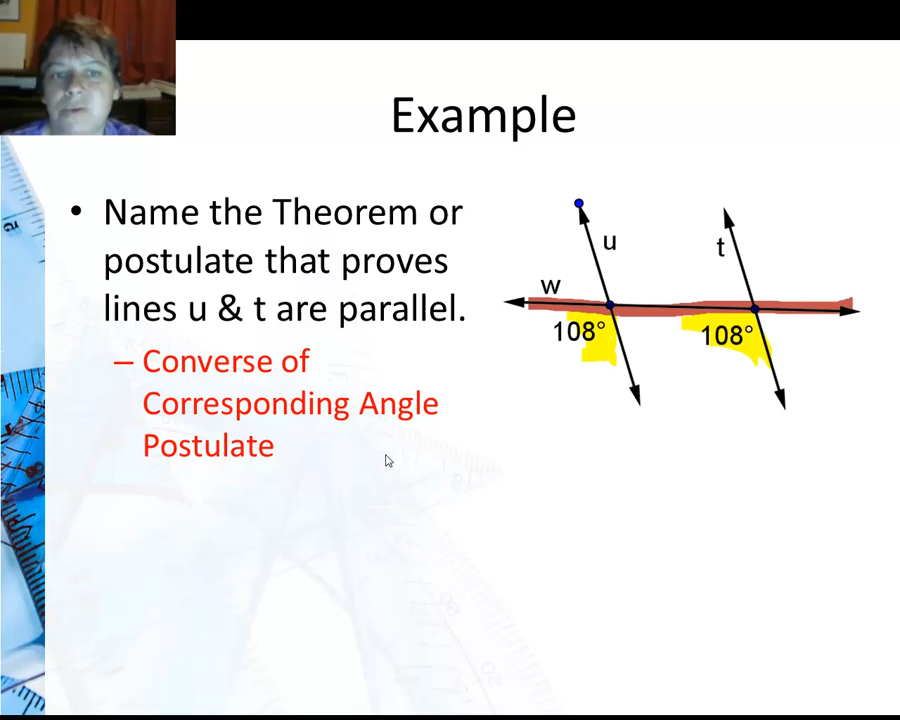 Example
• Name the Theorem or
postulate that proves
lines u & t are parallel.
– Converse of
Corresponding Angle
Postulate
u
t
w
108°
108°